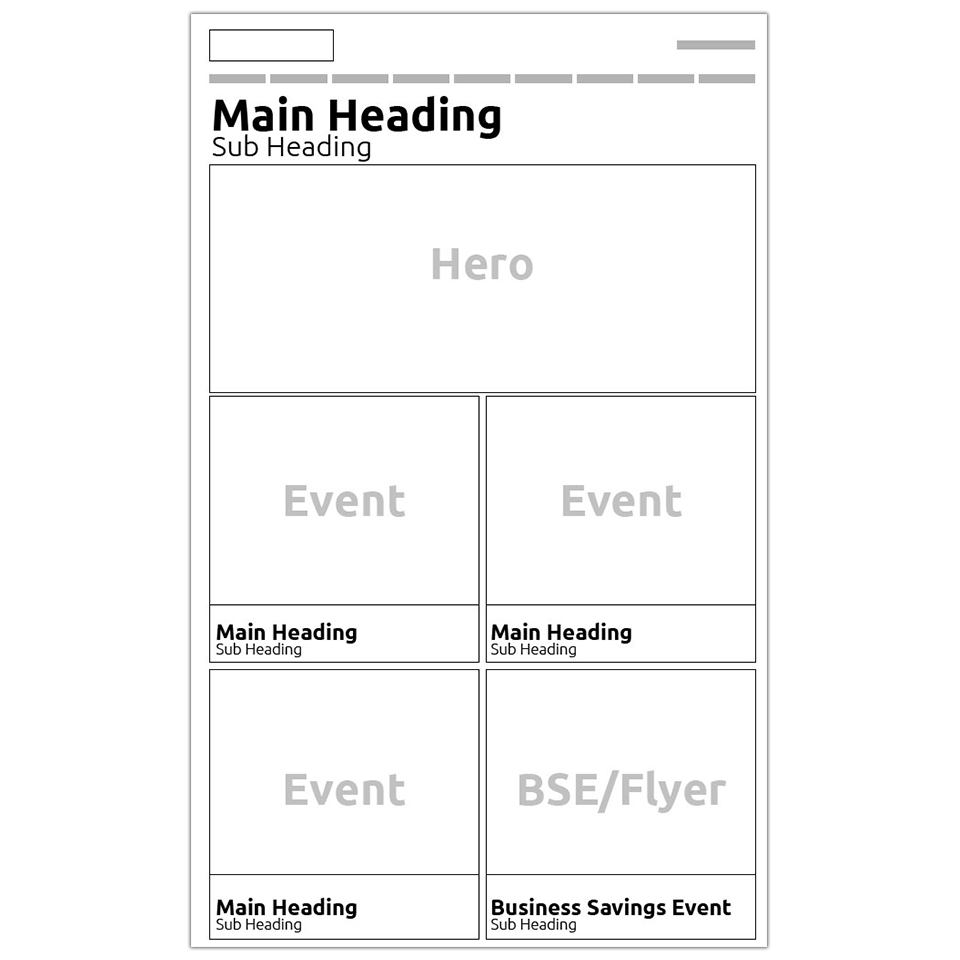 Main Heading
Sub Heading
Hero
Event
Event
Main Heading
Sub Heading
Main Heading
Sub Heading
Event
BSE/Flyer
Main Heading
Sub Heading
Business Savings Event
Sub Heading